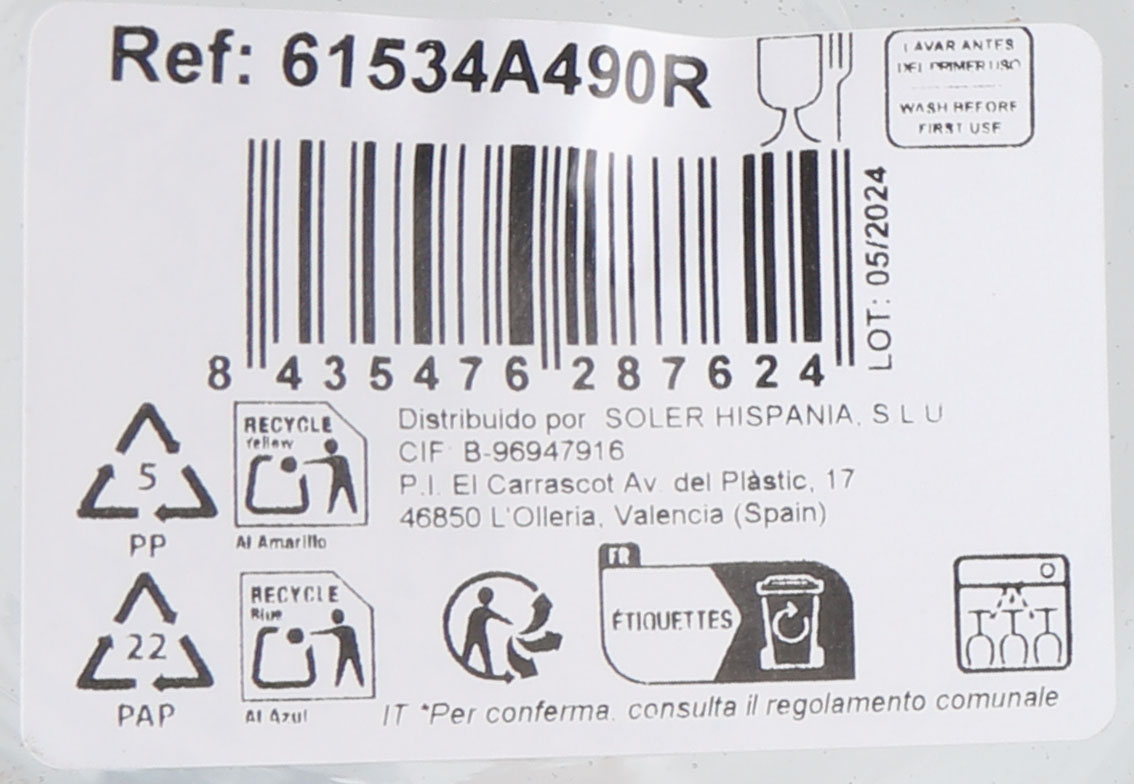 Ref: 61534A490R
LAVAR ANTES
DEL PRIMER USO
WASH BEFORE
FIRST USE
LOT: 05/2024
8 435476 287624
5
PP
RECYCLE
Yellow
Al Amarillo
Distribuido por SOLER HISPANIA, S L U
CIF: B-96947916
P.I. El Carrascot Av. del Plàstic, 17
46850 L'Olleria, Valencia (Spain)
22
PAP
RECYCLE
Blue
Al Azul
FR
ÉTIQUETTES
IT *Per conferma, consulta il regolamento comunale